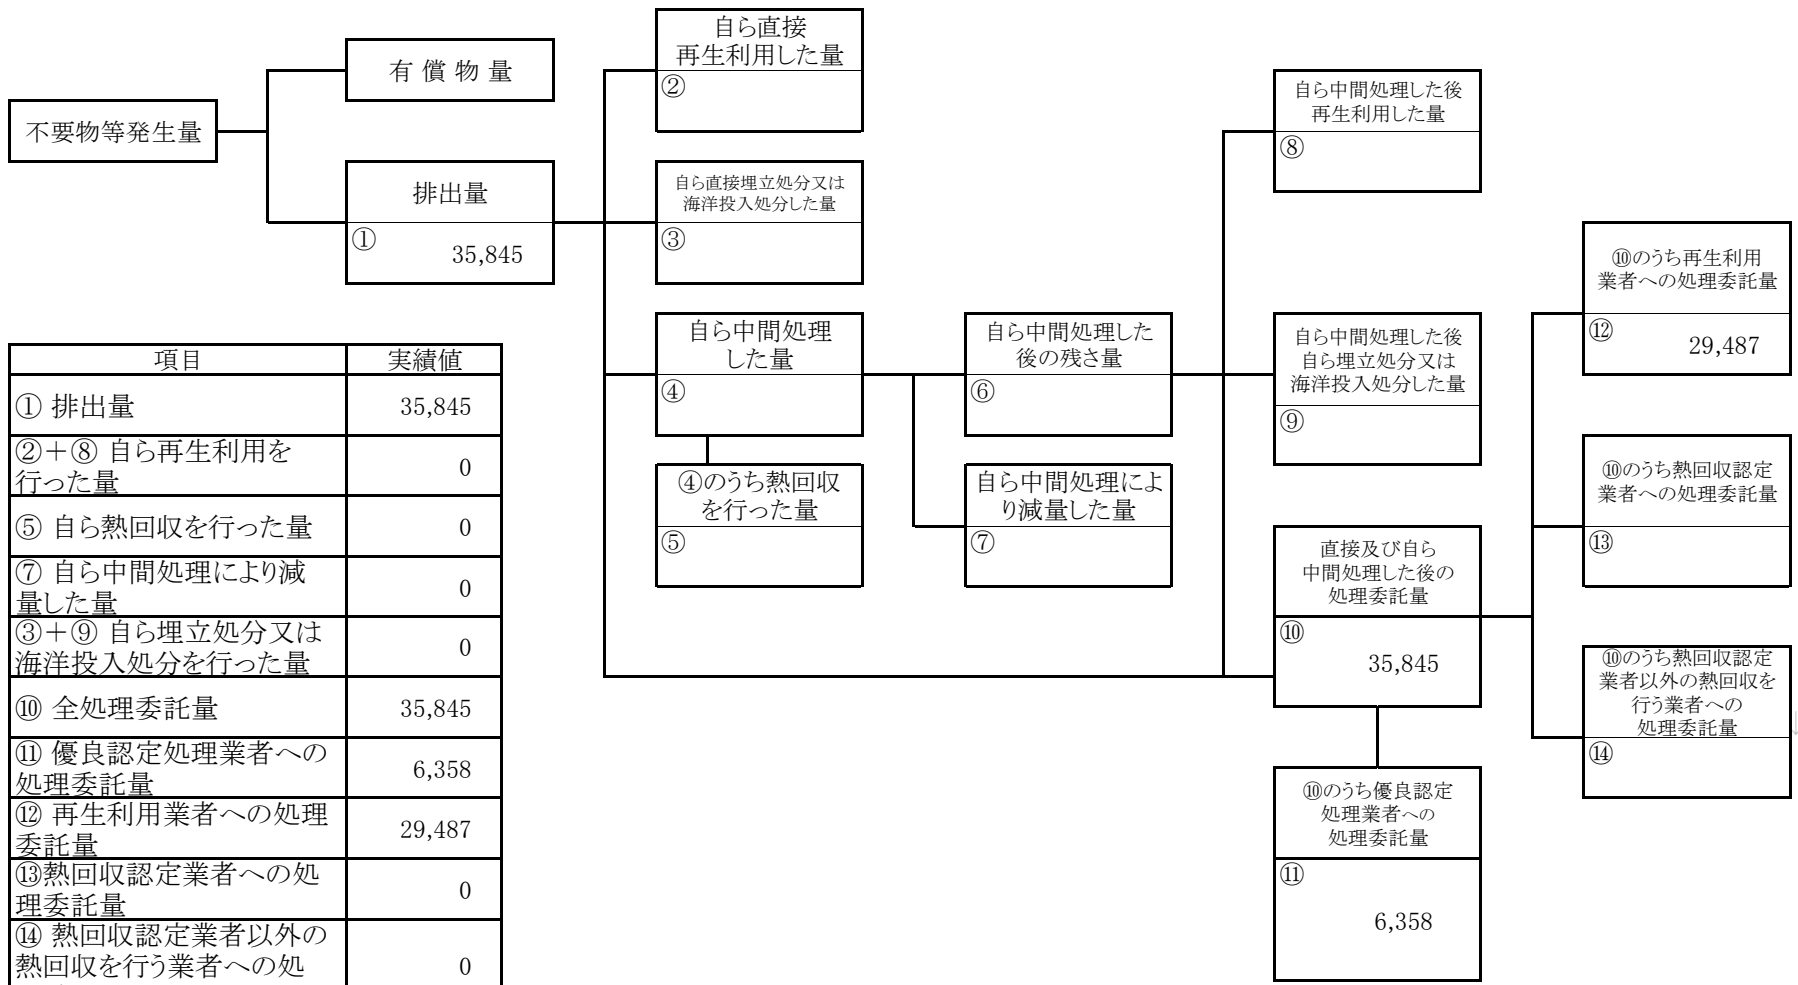 不要物等発生量
有償物量
排出量
①
35,845
自ら直接
再生利用した量
②
自ら直接埋立処分又は
海洋投入処分した量
③
自ら中間処理
した量
④
④のうち熱回収
を行った量
⑤
自ら中間処理した
後の残さ量
⑥
自ら中間処理によ
り減量した量
⑦
自ら中間処理した後
再生利用した量
⑧
自ら中間処理した後
自ら埋立処分又は
海洋投入処分した量
⑨
直接及び自ら
中間処理した後の
処理委託量
⑩
35,845
⑩のうち優良認定
処理業者への
処理委託量
⑪
6,358
⑩のうち再生利用
業者への処理委託量
⑫
29,487
⑩のうち熱回収認定
業者への処理委託量
⑬
⑩のうち熱回収認定
業者以外の熱回収を
行う業者への
処理委託量
⑭
項目 実績値
① 排出量 35,845
②+⑧ 自ら再生利用を
行った量 0
⑤ 自ら熱回収を行った量 0
⑦ 自ら中間処理により減
量した量 0
③+⑨ 自ら埋立処分又は
海洋投入処分を行った量 0
⑩ 全処理委託量 35,845
⑪ 優良認定処理業者への
処理委託量 6,358
⑫ 再生利用業者への処理
委託量 29,487
⑬熱回収認定業者への処
理委託量 0
⑭ 熱回収認定業者以外の
熱回収を行う業者への処 0